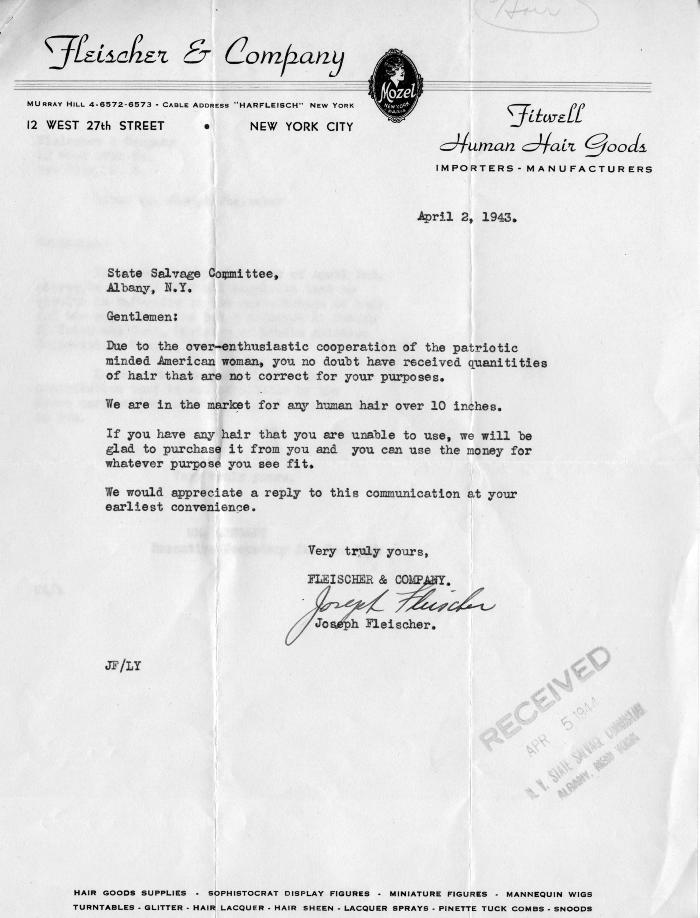 Hair
Fleischer & Company
Mozel
NEW YORK
MURRAY HILL 4-6572-6573 - CABLE ADDRESS "HARFLEISCH" NEW YORK
12 WEST 27th STREET • NEW YORK CITY
Fitwell
Human Hair Goods
IMPORTERS - MANUFACTURERS
April 2, 1943.
State Salvage Committee,
Albany, N.Y.
Gentlemen:
Due to the over-enthusiastic cooperation of the patriotic
minded American woman, you no doubt have received quanitities
of hair that are not correct for your purposes.
We are in the market for any human hair over 10 inches.
If you have any hair that you are unable to use, we will be
glad to purchase it from you and you can use the money for
whatever purpose you see fit.
We would appreciate a reply to this communication at your
earliest convenience.
Very truly yours,
FLEISCHER & COMPANY.
Joseph Fleischer
Joseph Fleischer.
JF/LY
RECEIVED
APR 5 1944
N. Y. STATE SALVAGE COMMITTEE
ALBANY, NEW YORK
HAIR GOODS SUPPLIES - SOPHISTOCRAT DISPLAY FIGURES - MINIATURE FIGURES - MANNEQUIN WIGS
TURNTABLES - GLITTER - HAIR LACQUER - HAIR SHEEN - LACQUER SPRAYS - PINETTE TUCK COMBS - SNOODS